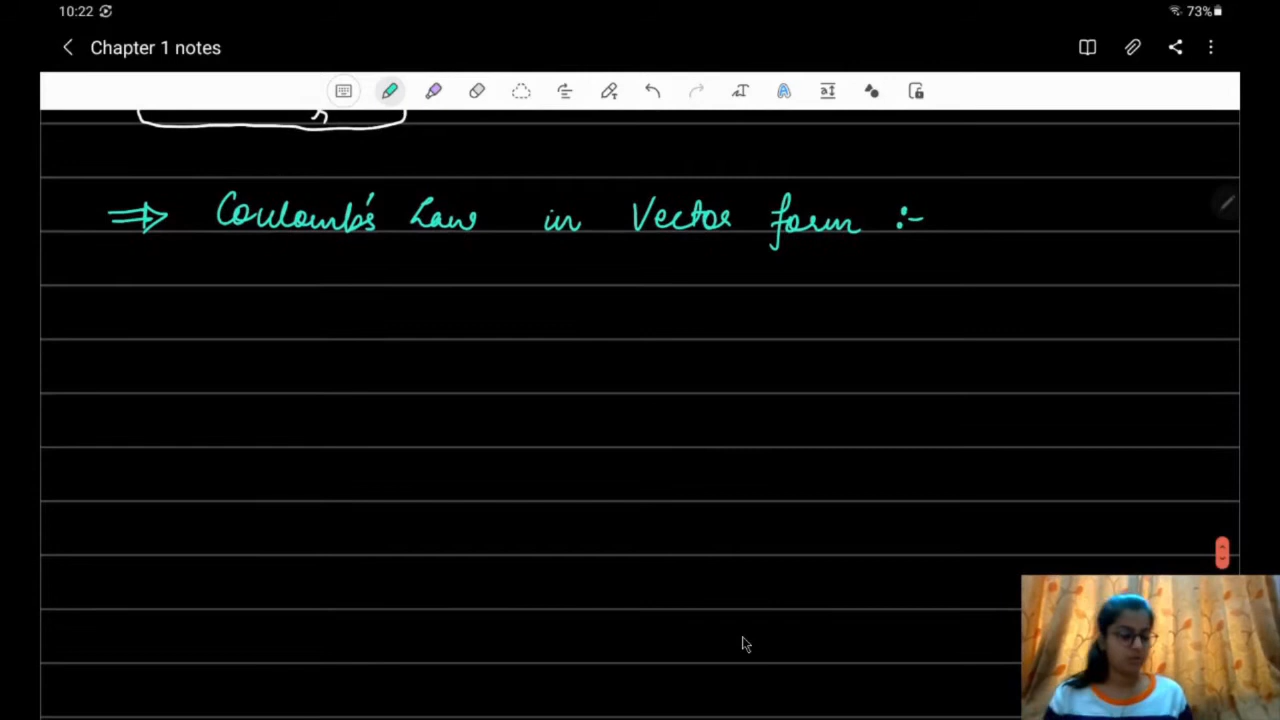 10:22
73%
Chapter 1 notes
⇒ Coulomb's Law in Vector form :-